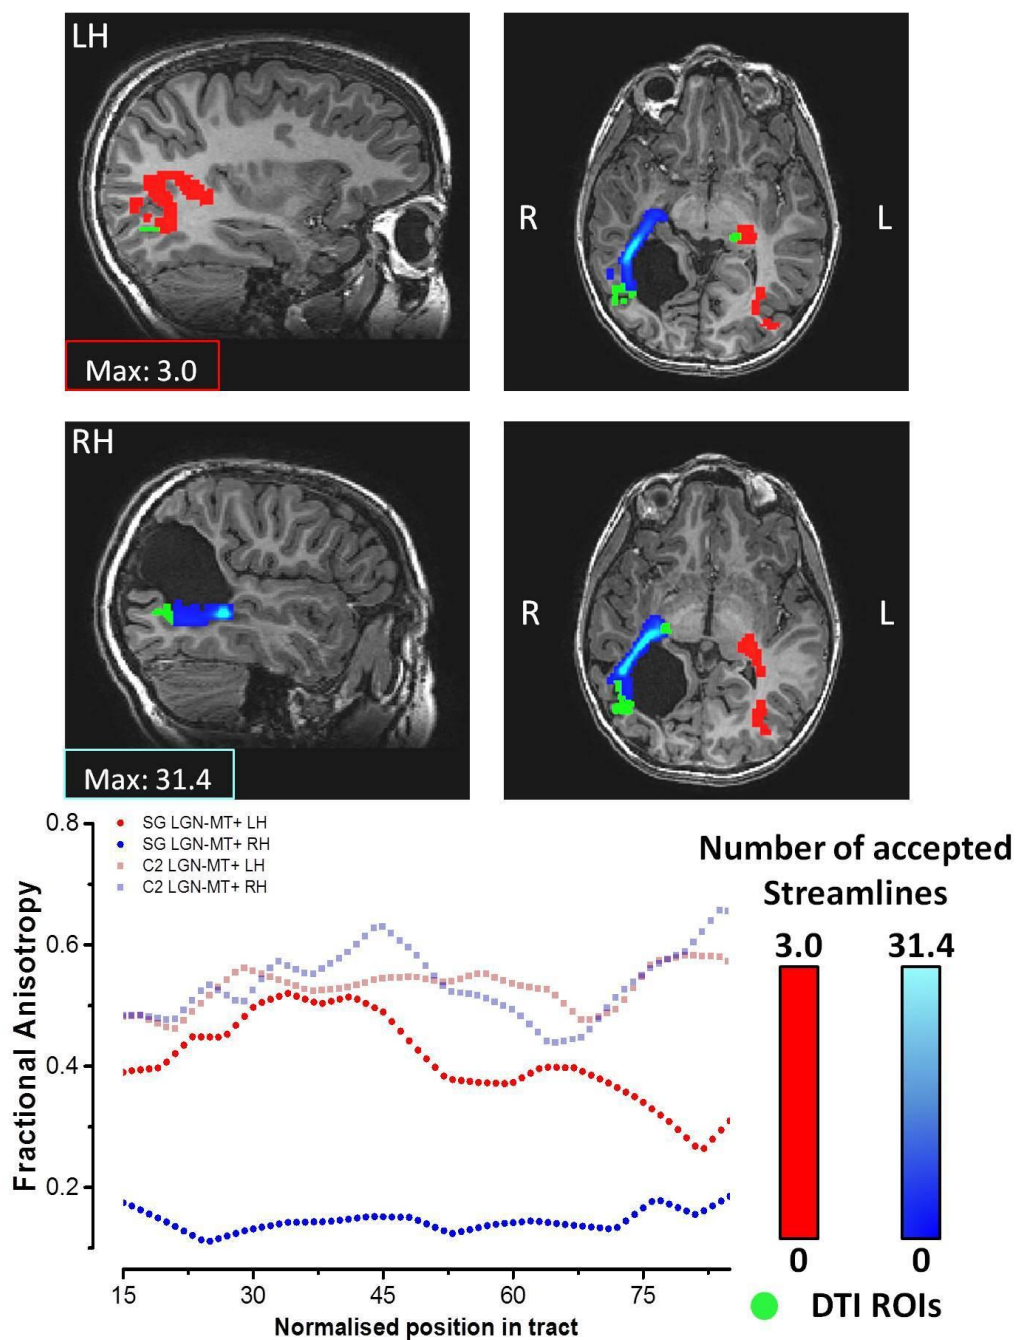 LH
R
L
Max: 3.0
RH
R
L
Max: 31.4
0.8
0.6
0.4
0.2
Fractional Anisotropy
SG LGN-MT+ LH
SG LGN-MT+ RH
C2 LGN-MT+ LH
C2 LGN-MT+ RH
15
30
45
60
75
Normalised position in tract
Number of accepted
Streamlines
3.0
31.4
0
0
DTI ROIs